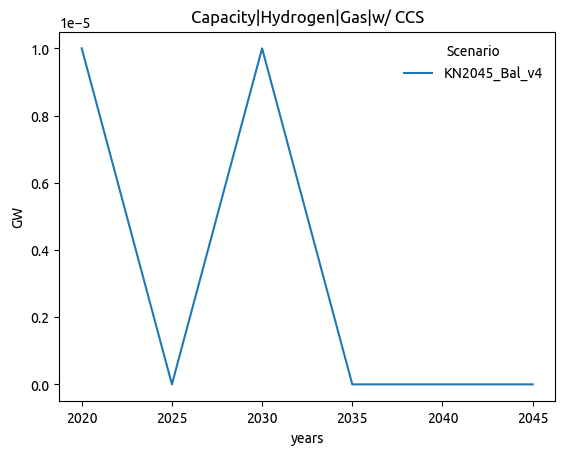 Capacity|Hydrogen|Gas|w/ CCS
1e−5
Scenario
KN2045_Bal_v4
1.0
0.8
0.6
0.4
0.2
0.0
GW
2020 2025 2030 2035 2040 2045
years